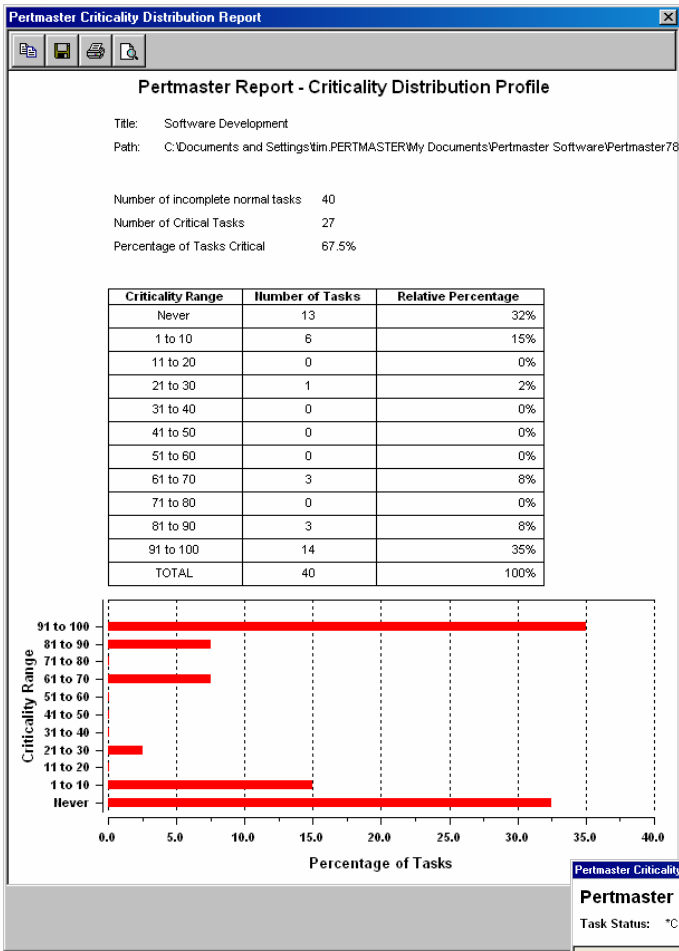 Pertmaster Criticality Distribution Report
Pertmaster Report - Criticality Distribution Profile
Title: Software Development
Path: C:\Documents and Settings\tim.PERTMASTER\My Documents\Pertmaster Software\Pertmaster78
Number of incomplete normal tasks 40
Number of Critical Tasks 27
Percentage of Tasks Critical 67.5%
Criticality Range Number of Tasks Relative Percentage
Never 13 32%
1 to 10 6 15%
11 to 20 0 0%
21 to 30 1 2%
31 to 40 0 0%
41 to 50 0 0%
51 to 60 0 0%
61 to 70 3 8%
71 to 80 0 0%
81 to 90 3 8%
91 to 100 14 35%
TOTAL 40 100%
Criticality Range
91 to 100
81 to 90
71 to 80
61 to 70
51 to 60
41 to 50
31 to 40
21 to 30
11 to 20
1 to 10
Never
0.0 5.0 10.0 15.0 20.0 25.0 30.0 35.0 40.0
Percentage of Tasks
Pertmaster Criticality
Pertmaster
Task Status: *C